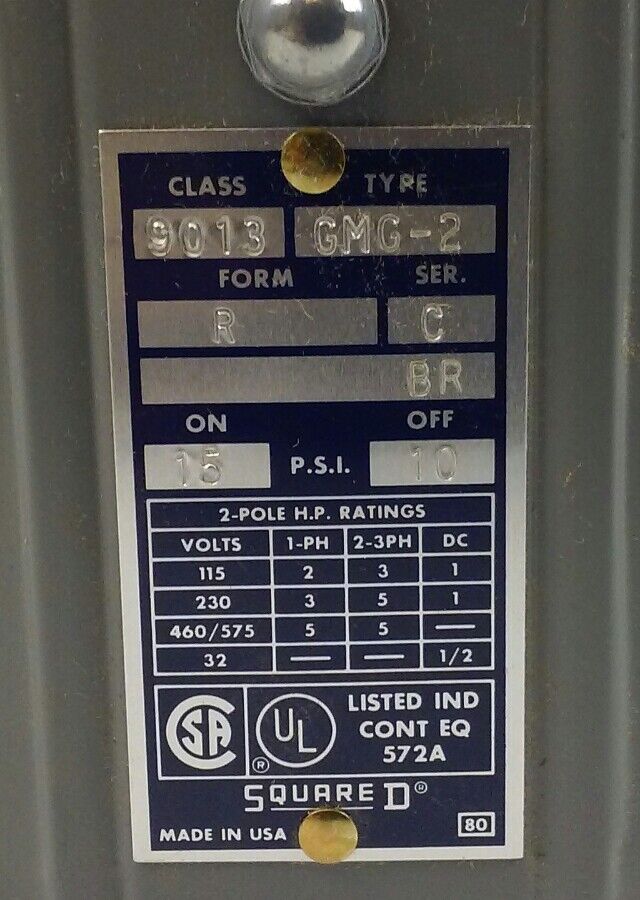 CLASS TYPE
9013 GMG-2
FORM SER.
R C
BR
ON OFF
15 P.S.I. 10
2-POLE H.P. RATINGS
VOLTS 1-PH 2-3PH DC
115 2 3 1
230 3 5 1
460/575 5 5 —
32 — — 1/2
CSA UL ® LISTED IND
CONT EQ
572A
SQUARE D ®
MADE IN USA 80